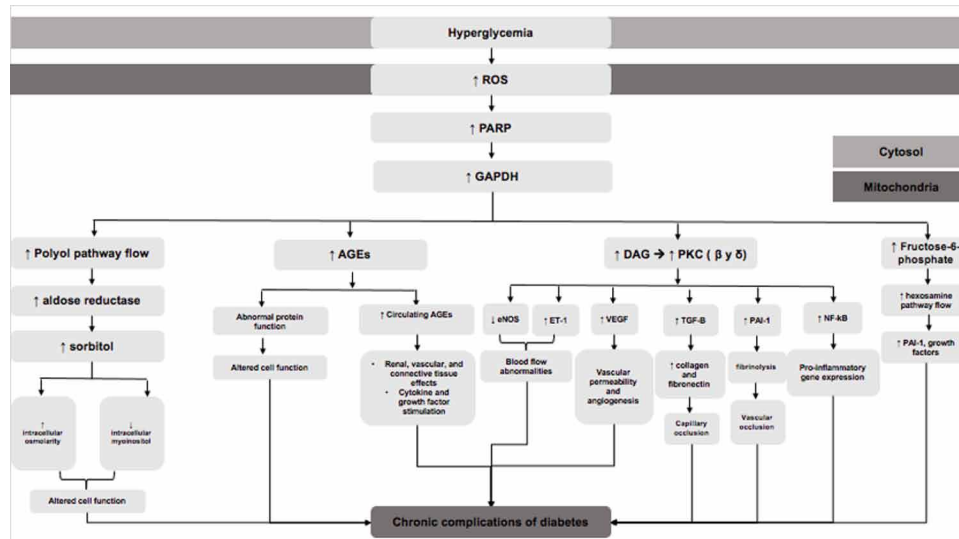 Hyperglycemia
↑ ROS
↑ PARP
↑ GAPDH
Cytosol
Mitochondria
↑ Polyol pathway flow
↑ AGEs
↑ DAG → ↑ PKC ( β y δ)
↑ Fructose-6-
phosphate
↑ aldose reductase
↑ sorbitol
Abnormal protein
function
↑ Circulating AGEs
↓ eNOS
↑ ET-1
↑ VEGF
↑ TGF-B
↑ PAI-1
↑ NF-kB
↑ hexosamine
pathway flow
Altered cell function
• Renal, vascular, and
connective tissue
effects
• Cytokine and
growth factor
stimulation
Blood flow
abnormalities
Vascular
permeability and
angiogenesis
↑ collagen
and
fibronectin
fibrinolysis
Pro-inflammatory
gene expression
↑ PAI-1, growth
factors
↑
intracellular
osmolarity
↓
intracellular
myoinositol
Capillary
occlusion
Vascular
occlusion
Altered cell function
Chronic complications of diabetes